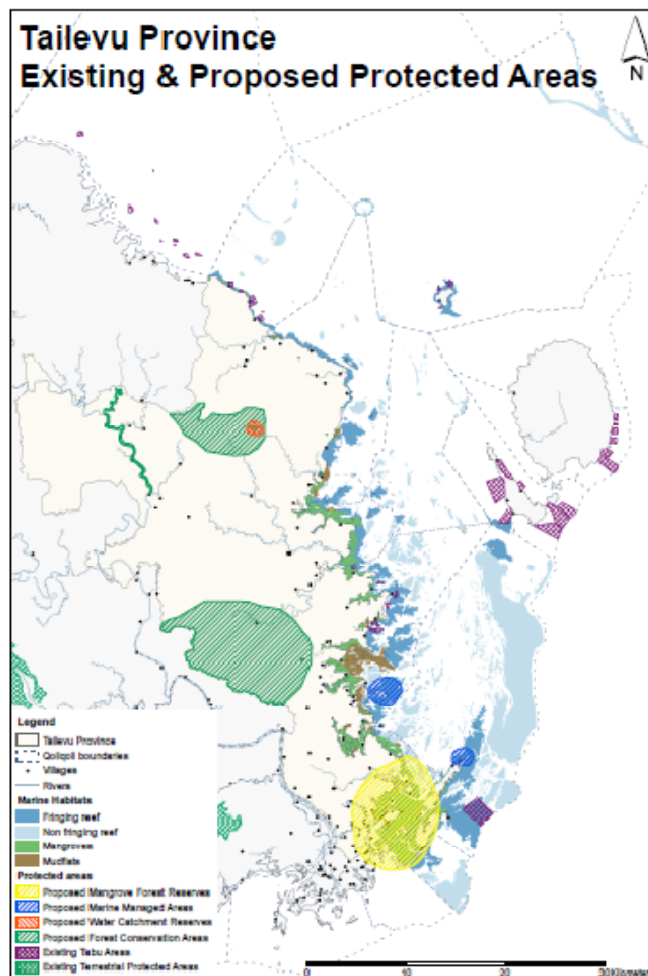 Tailevu Province
Existing & Proposed Protected Areas
N
Legend
Tailevu Province
Qoliqoli boundaries
Villages
Rivers
Marine Habitats
Fringing reef
Non fringing reef
Mangroves
Mudflats
Protected areas
Proposed Mangrove Forest Reserves
Proposed Marine Managed Areas
Proposed Water Catchment Reserves
Proposed Forest Conservation Areas
Existing Tabu Areas
Existing Terrestrial Protected Areas
0 10 20 30 Kilometers